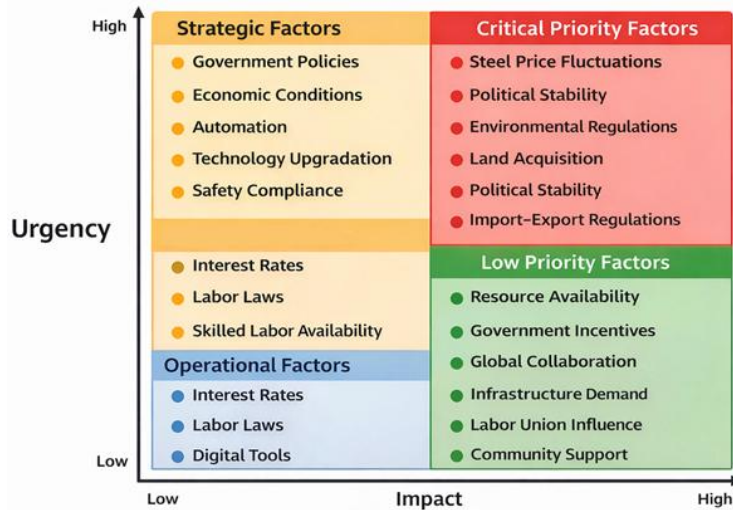 High
Strategic Factors
Government Policies
Economic Conditions
Automation
Technology Upgradation
Safety Compliance
Interest Rates
Labor Laws
Skilled Labor Availability
Operational Factors
Interest Rates
Labor Laws
Digital Tools
Critical Priority Factors
Steel Price Fluctuations
Political Stability
Environmental Regulations
Land Acquisition
Political Stability
Import–Export Regulations
Low Priority Factors
Resource Availability
Government Incentives
Global Collaboration
Infrastructure Demand
Labor Union Influence
Community Support
Urgency
Low
Low
Impact
High